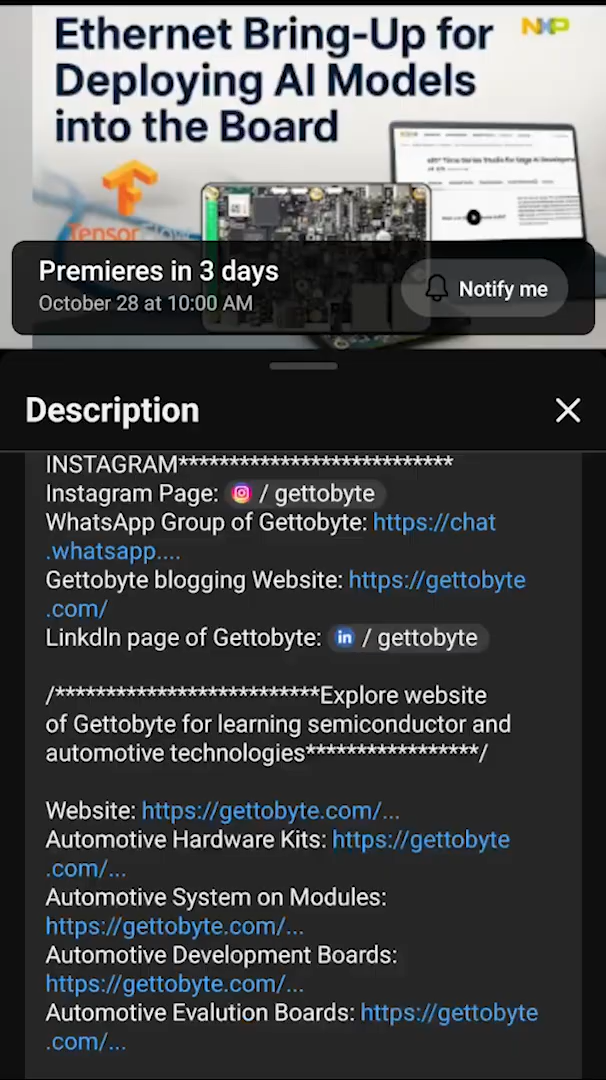 Ethernet Bring-Up for
Deploying AI Models
into the Board
NXP
Tensor
Premieres in 3 days
October 28 at 10:00 AM
Notify me
Description
INSTAGRAM***************************
Instagram Page: / gettobyte
WhatsApp Group of Gettobyte: https://chat
.whatsapp....
Gettobyte blogging Website: https://gettobyte
.com/
LinkdIn page of Gettobyte: in / gettobyte
/**************************Explore website
of Gettobyte for learning semiconductor and
automotive technologies*****************/
Website: https://gettobyte.com/...
Automotive Hardware Kits: https://gettobyte
.com/...
Automotive System on Modules:
https://gettobyte.com/...
Automotive Development Boards:
https://gettobyte.com/...
Automotive Evalution Boards: https://gettobyte
.com/...